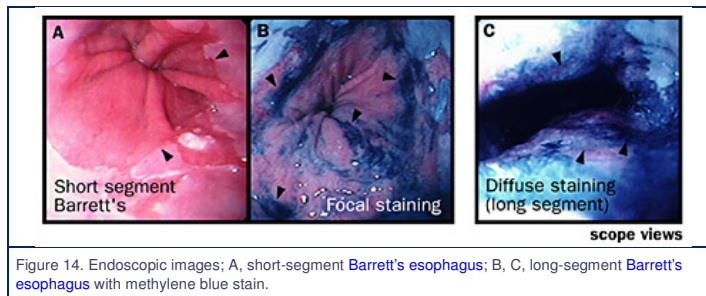 A
B
C
Short segment
Barrett's
Focal staining
Diffuse staining
(long segment)
scope views
Figure 14. Endoscopic images; A, short-segment Barrett's esophagus; B, C, long-segment Barrett's
esophagus with methylene blue stain.